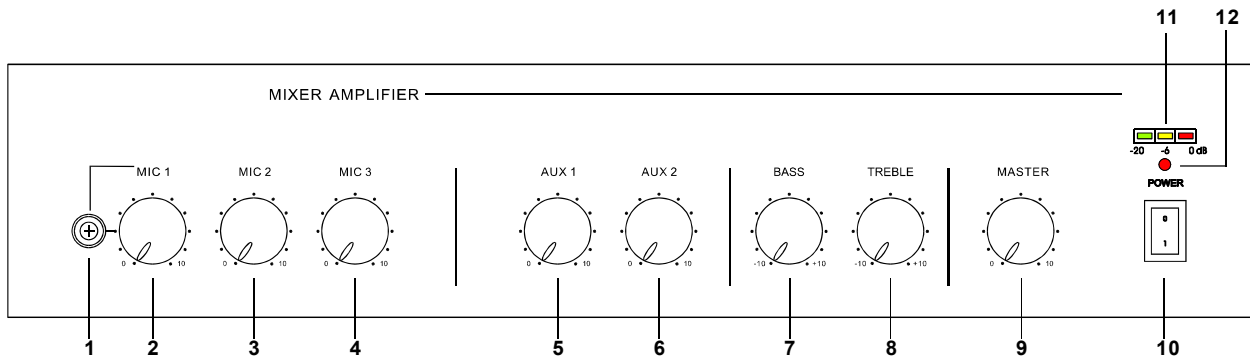 11 12
MIXER AMPLIFIER
-20 -6 0 dB
MIC 1 MIC 2 MIC 3 AUX 1 AUX 2 BASS TREBLE MASTER
POWER
0
1
0 10 0 10 0 10 0 10 0 10 -10 +10 -10 +10 0 10
1 2 3 4 5 6 7 8 9 10